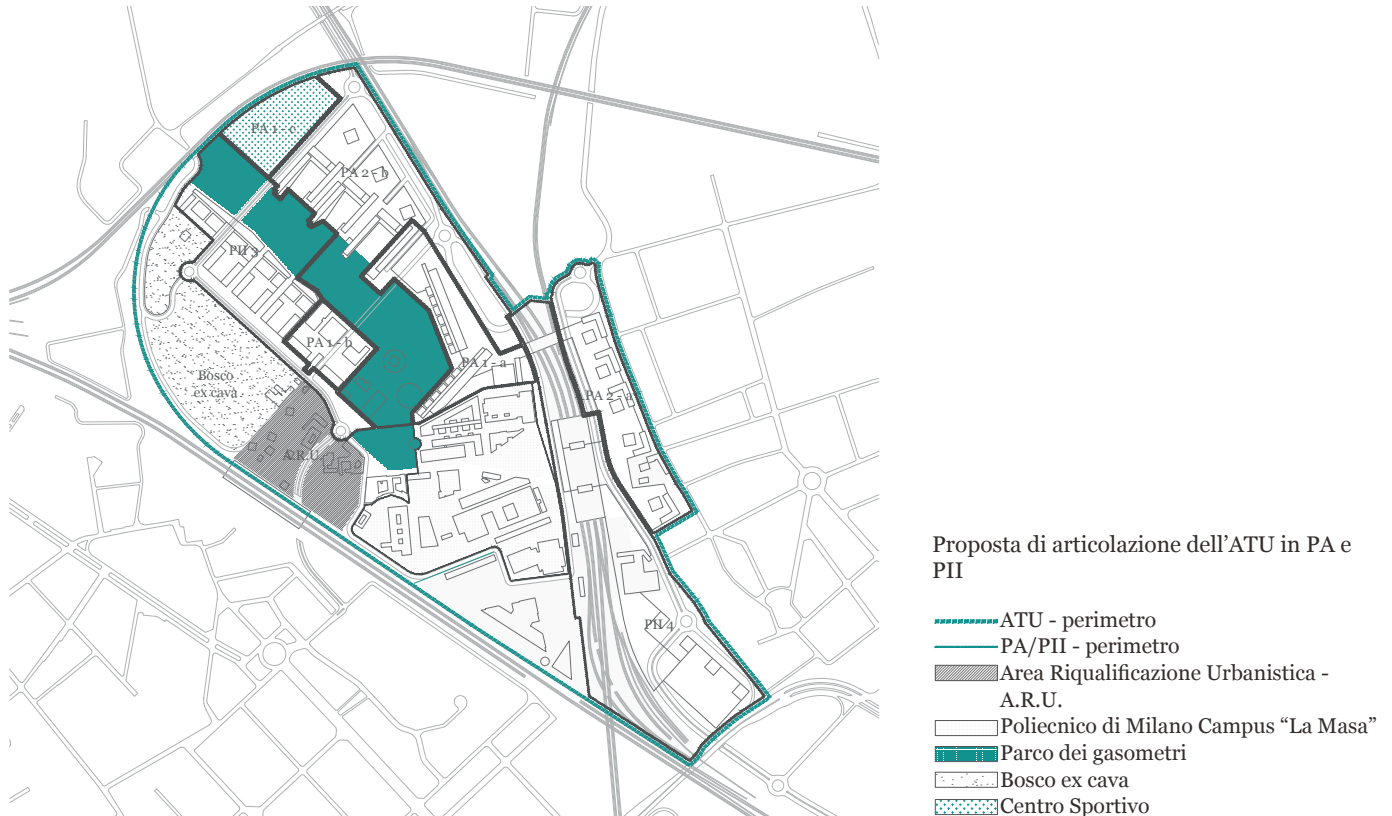 PA 1 - c
PA 2 - b
PII 3
PA 1 - b
PA 1 - a
Bosco
ex cava
PA 2 - a
A.R.U.
PII 4
Proposta di articolazione dell’ATU in PA e
PII
ATU - perimetro
PA/PII - perimetro
Area Riqualificazione Urbanistica -
A.R.U.
Poliecnico di Milano Campus “La Masa”
Parco dei gasometri
Bosco ex cava
Centro Sportivo